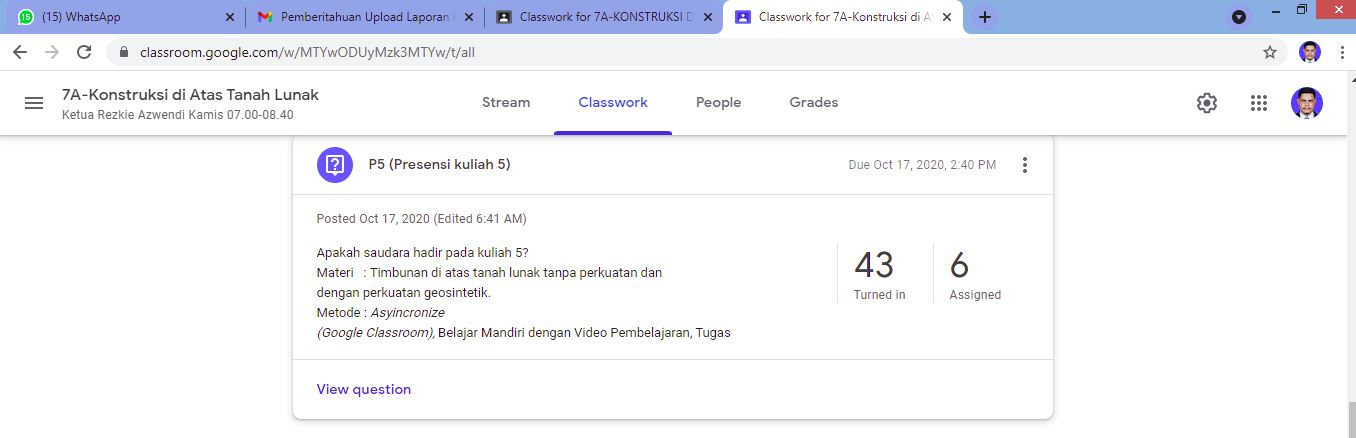 (15) WhatsApp
Pemberitahuan Upload Laporan
Classwork for 7A-KONSTRUKSI D
Classwork for 7A-Konstruksi di A
classroom.google.com/w/MTYwODUyMzk3MTYw/t/all
7A-Konstruksi di Atas Tanah Lunak
Ketua Rezkie Azwendi Kamis 07.00-08.40
Stream
Classwork
People
Grades
P5 (Presensi kuliah 5)
Due Oct 17, 2020, 2:40 PM
Posted Oct 17, 2020 (Edited 6:41 AM)
Apakah saudara hadir pada kuliah 5?
Materi : Timbunan di atas tanah lunak tanpa perkuatan dan
dengan perkuatan geosintetik.
Metode : Asyincronize
(Google Classroom), Belajar Mandiri dengan Video Pembelajaran, Tugas
43
Turned in
6
Assigned
View question